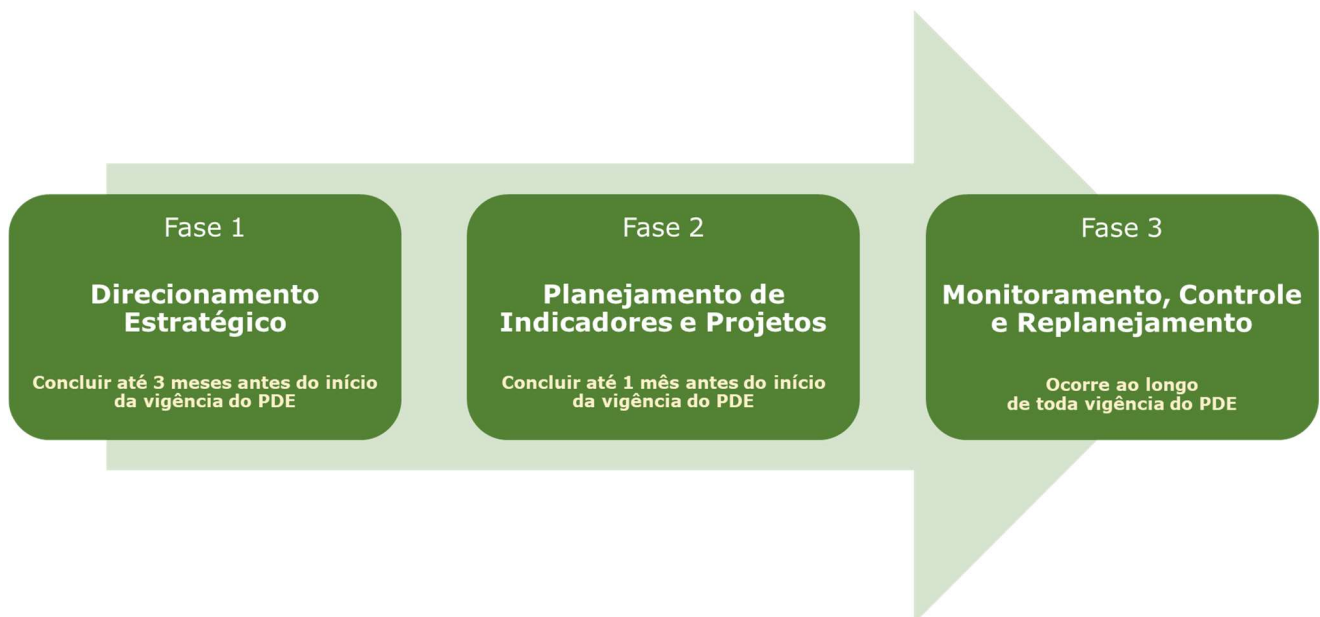 Fase 1
Direcionamento
Estratégico
Concluir até 3 meses antes do início
da vigência do PDE
Fase 2
Planejamento de
Indicadores e Projetos
Concluir até 1 mês antes do início
da vigência do PDE
Fase 3
Monitoramento, Controle
e Replanejamento
Ocorre ao longo
de toda vigência do PDE